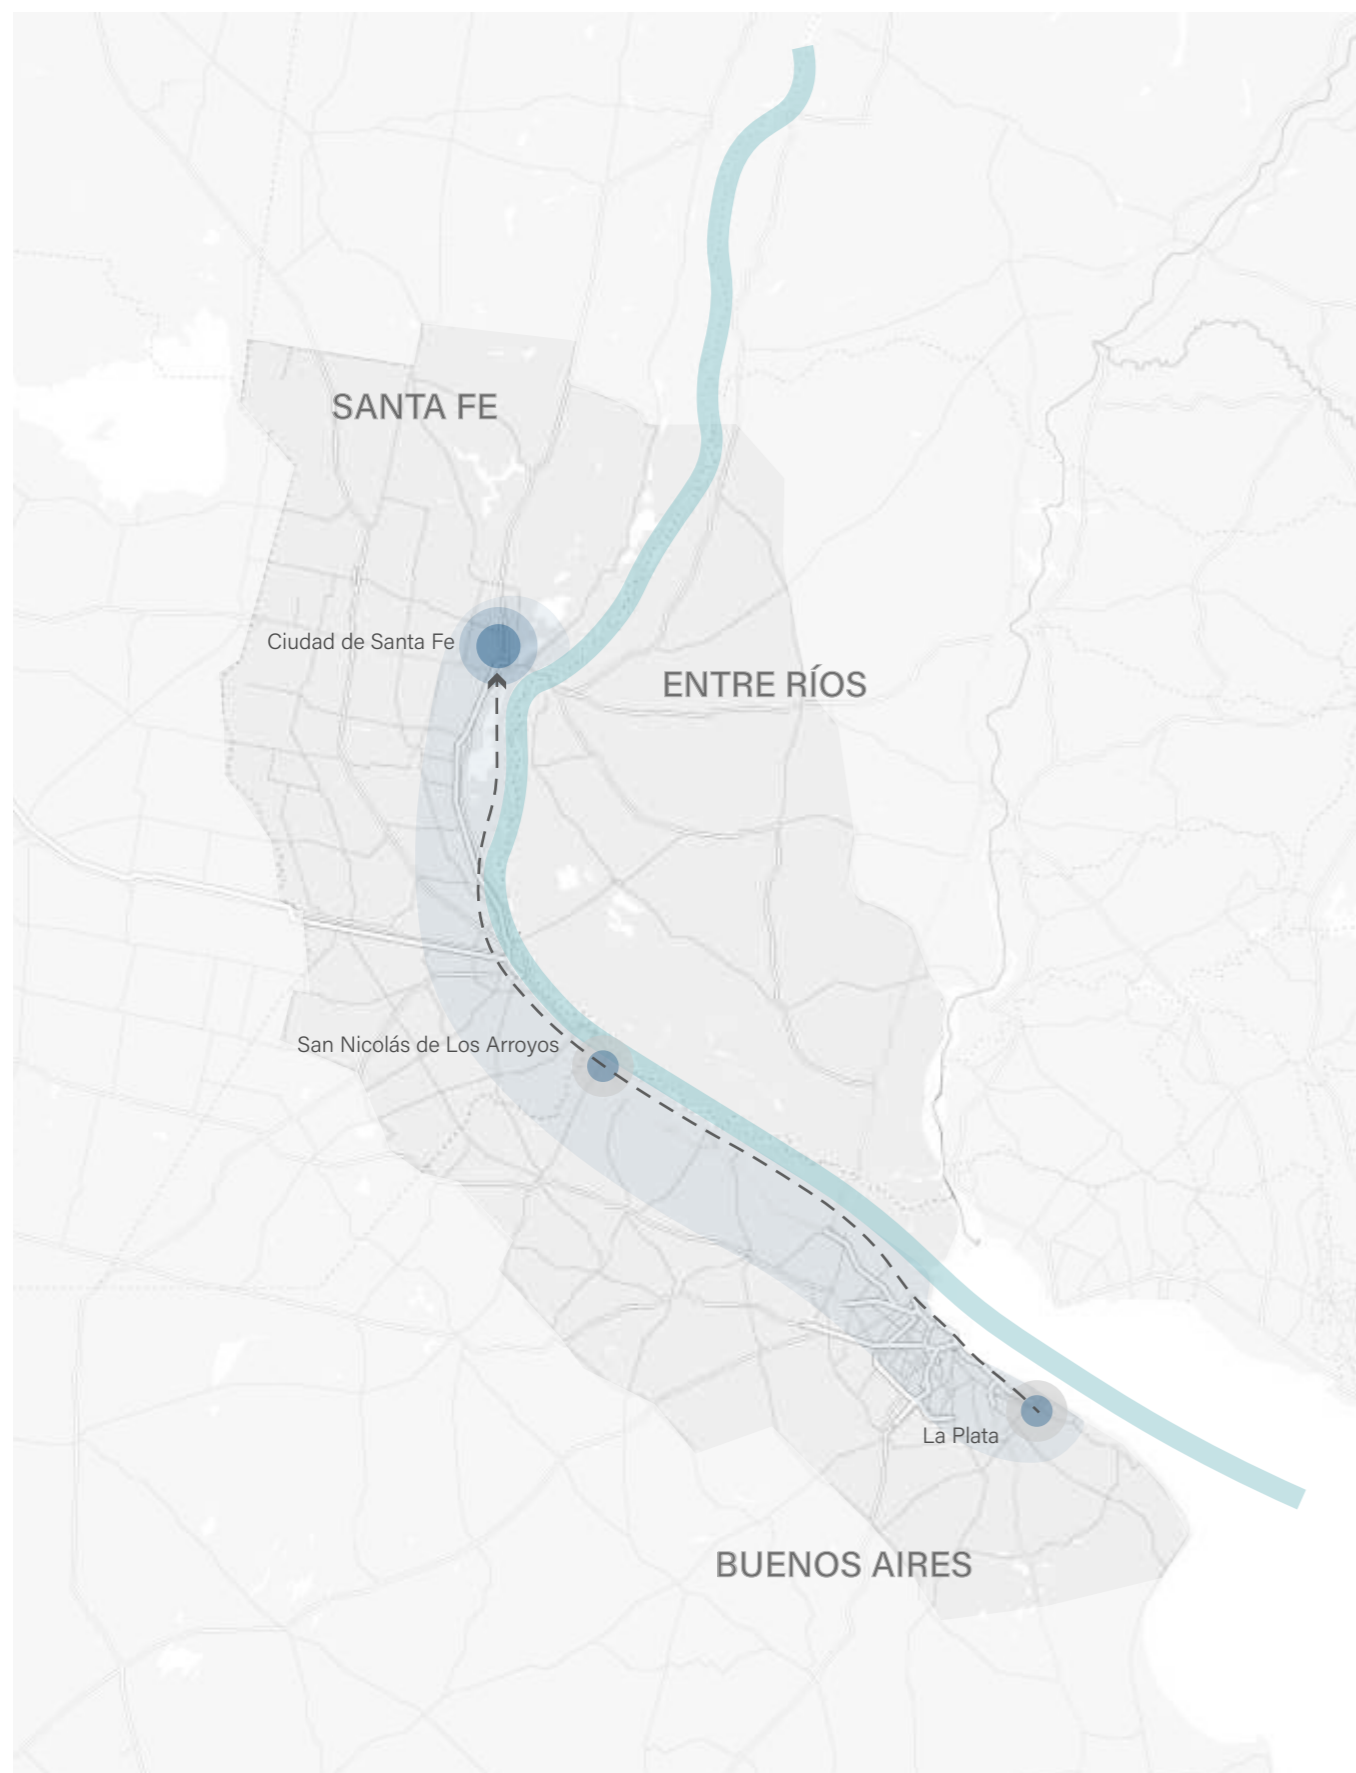 SANTA FE
Ciudad de Santa Fe
ENTRE RÍOS
San Nicolás de Los Arroyos
La Plata
BUENOS AIRES